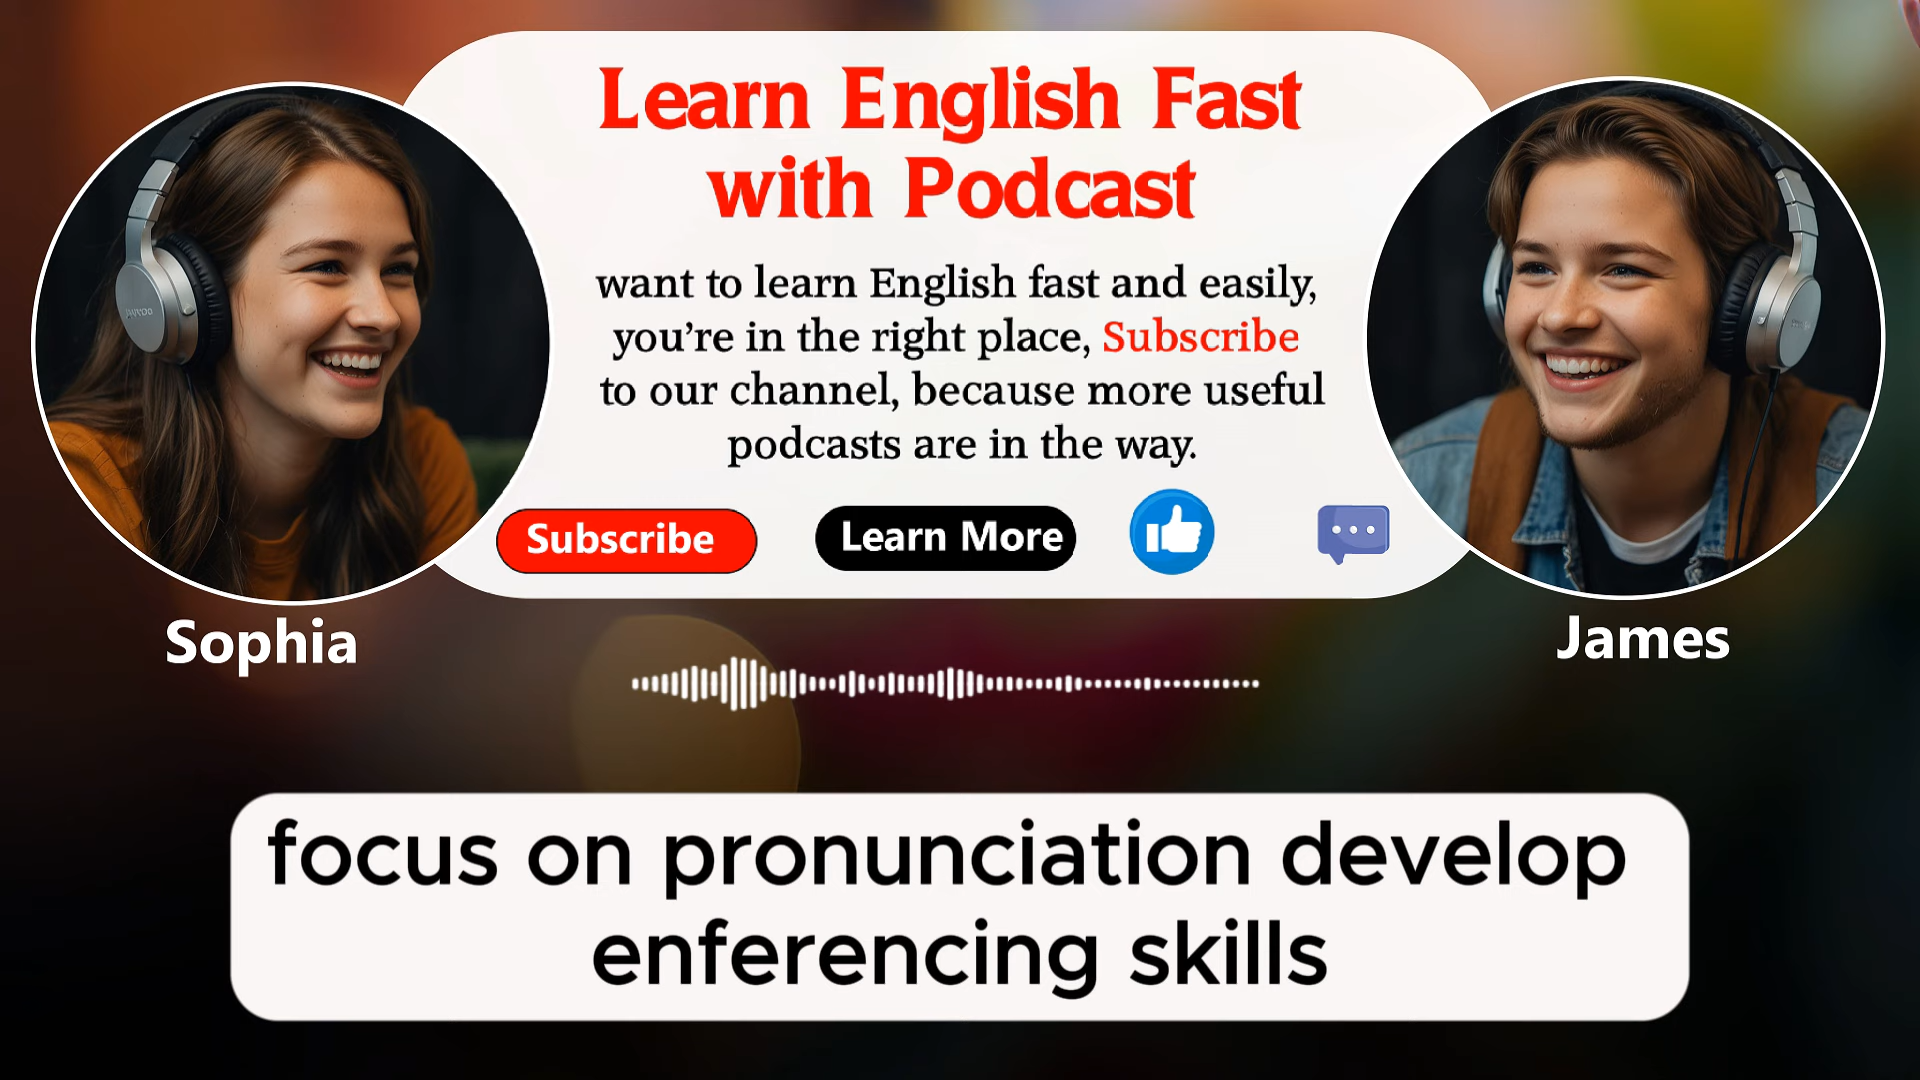 Learn English Fast
with Podcast
want to learn English fast and easily,
you’re in the right place, Subscribe
to our channel, because more useful
podcasts are in the way.
Subscribe
Learn More
Sophia
James
focus on pronunciation develop
enferencing skills